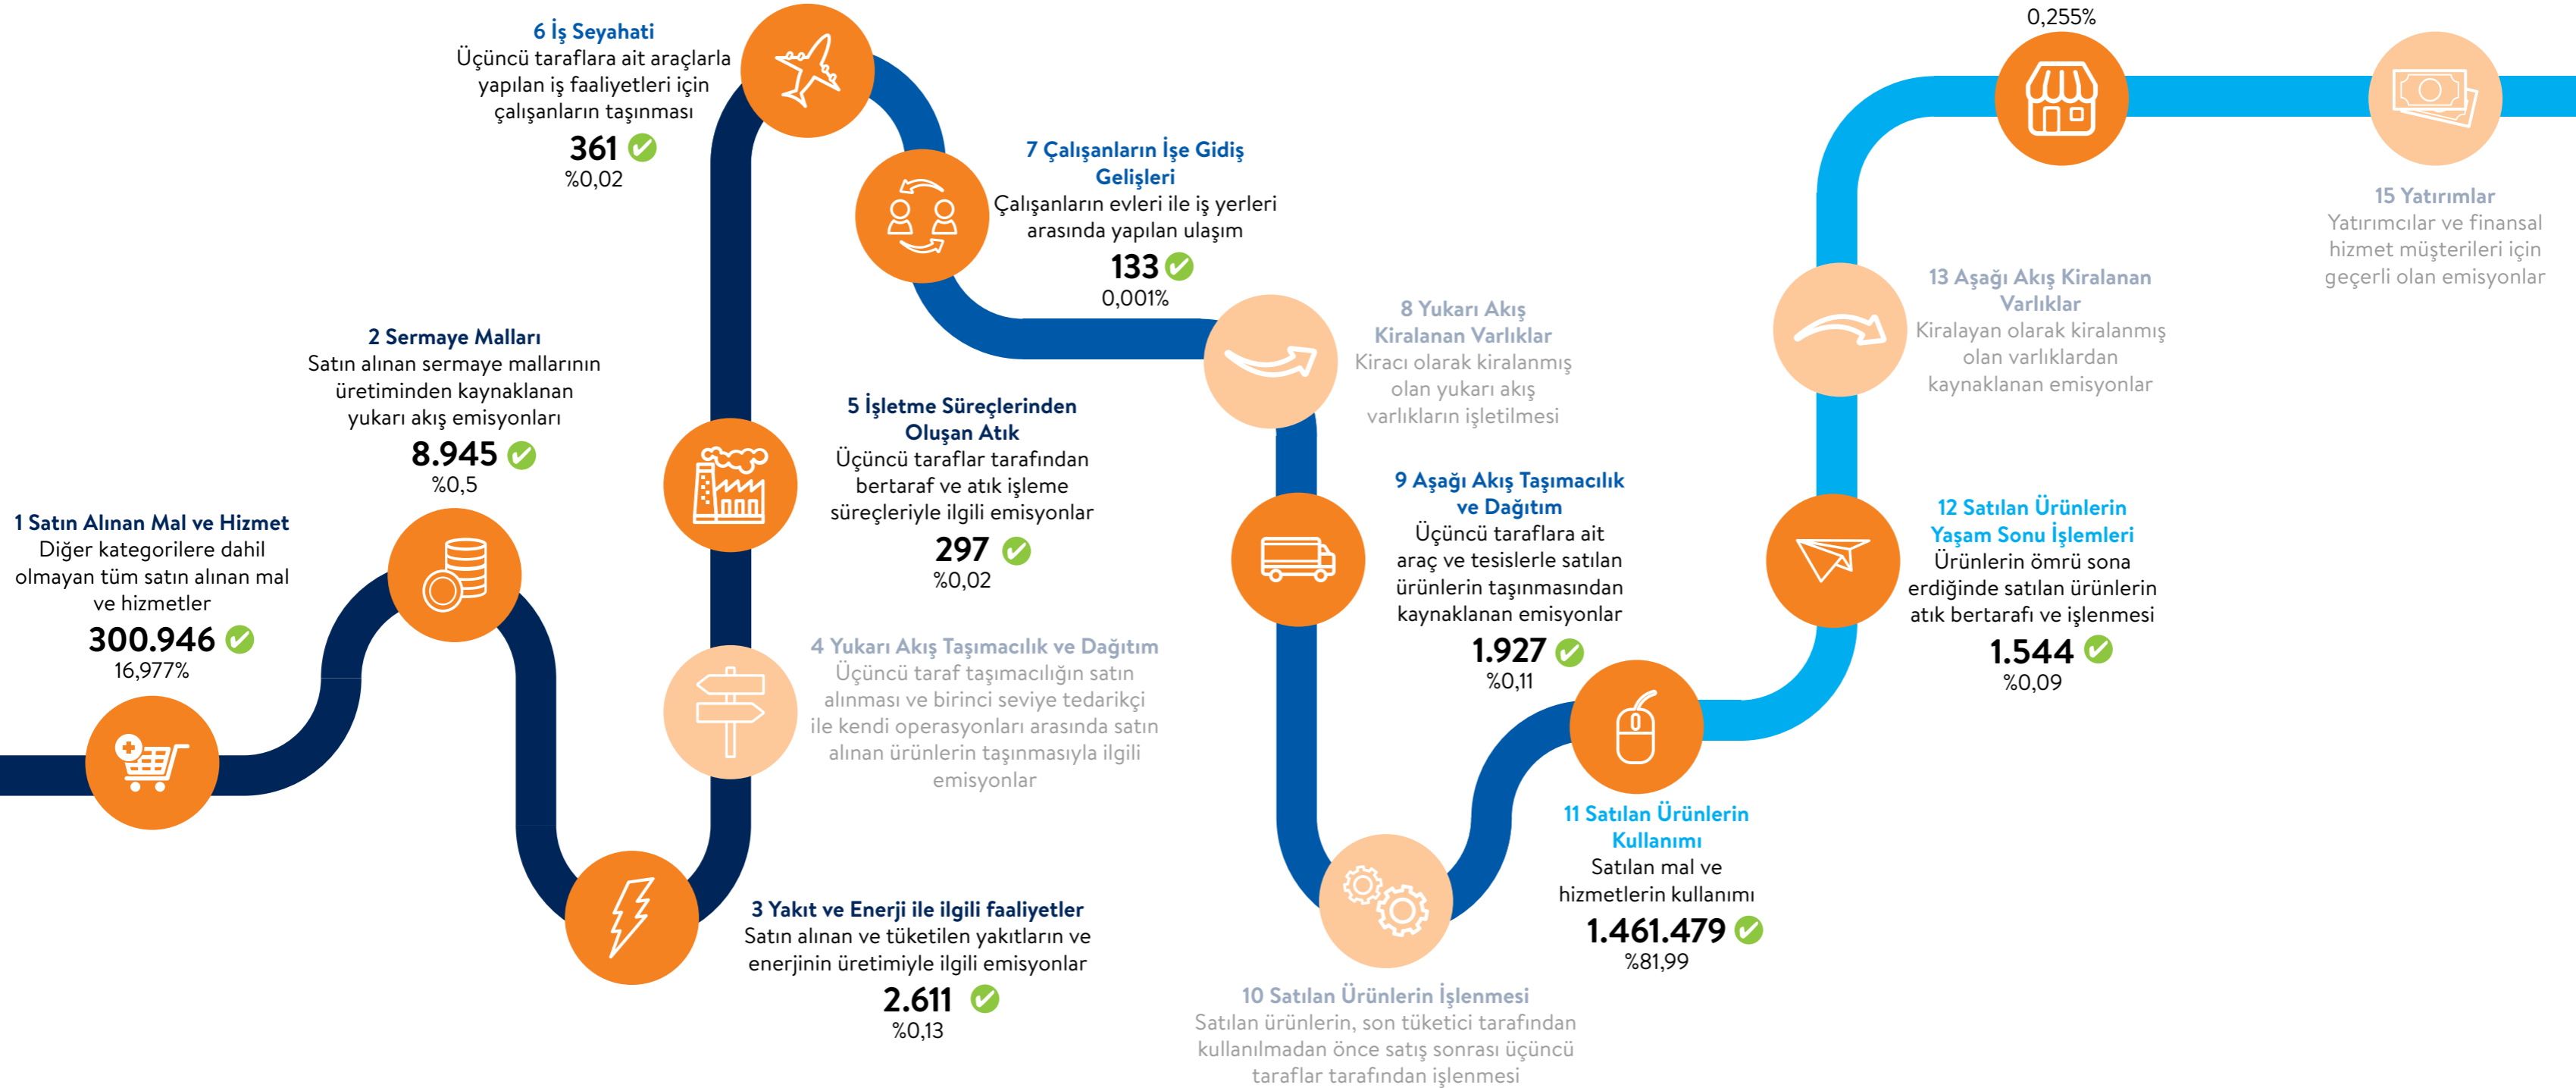 1 Satın Alınan Mal ve Hizmet
Diğer kategorilere dahil
olmayan tüm satın alınan mal
ve hizmetler
300.946
16,977%
2 Sermaye Malları
Satın alınan sermaye mallarının
üretiminden kaynaklanan
yukarı akış emisyonları
8.945
%0,5
3 Yakıt ve Enerji ile ilgili faaliyetler
Satın alınan ve tüketilen yakıtların ve
enerjinin üretimiyle ilgili emisyonlar
2.611
%0,13
4 Yukarı Akış Taşımacılık ve Dağıtım
Üçüncü taraf taşımacılığın satın
alınması ve birinci seviye tedarikçi
ile kendi operasyonları arasında satın
alınan ürünlerin taşınmasıyla ilgili
emisyonlar
5 İşletme Süreçlerinden
Oluşan Atık
Üçüncü taraflar tarafından
bertaraf ve atık işleme
süreçleriyle ilgili emisyonlar
297
%0,02
6 İş Seyahati
Üçüncü taraflara ait araçlarla
yapılan iş faaliyetleri için
çalışanların taşınması
361
%0,02
7 Çalışanların İşe Gidiş
Gelişleri
Çalışanların evleri ile iş yerleri
arasında yapılan ulaşım
133
0,001%
8 Yukarı Akış
Kiralanan Varlıklar
Kiracı olarak kiralanmış
olan yukarı akış
varlıkların işletilmesi
9 Aşağı Akış Taşımacılık
ve Dağıtım
Üçüncü taraflara ait
araç ve tesislerle satılan
ürünlerin taşınmasından
kaynaklanan emisyonlar
1.927
%0,11
10 Satılan Ürünlerin İşlenmesi
Satılan ürünlerin, son tüketici tarafından
kullanılmadan önce satış sonrası üçüncü
taraflar tarafından işlenmesi
11 Satılan Ürünlerin
Kullanımı
Satılan mal ve
hizmetlerin kullanımı
1.461.479
%81,99
12 Satılan Ürünlerin
Yaşam Sonu İşlemleri
Ürünlerin ömrü sona
erdiğinde satılan ürünlerin
atık bertarafı ve işlenmesi
1.544
%0,09
13 Aşağı Akış Kiralanan
Varlıklar
Kiralayan olarak kiralanmış
olan varlıklardan
kaynaklanan emisyonlar
0,255%
15 Yatırımlar
Yatırımcılar ve finansal
hizmet müşterileri için
geçerli olan emisyonlar